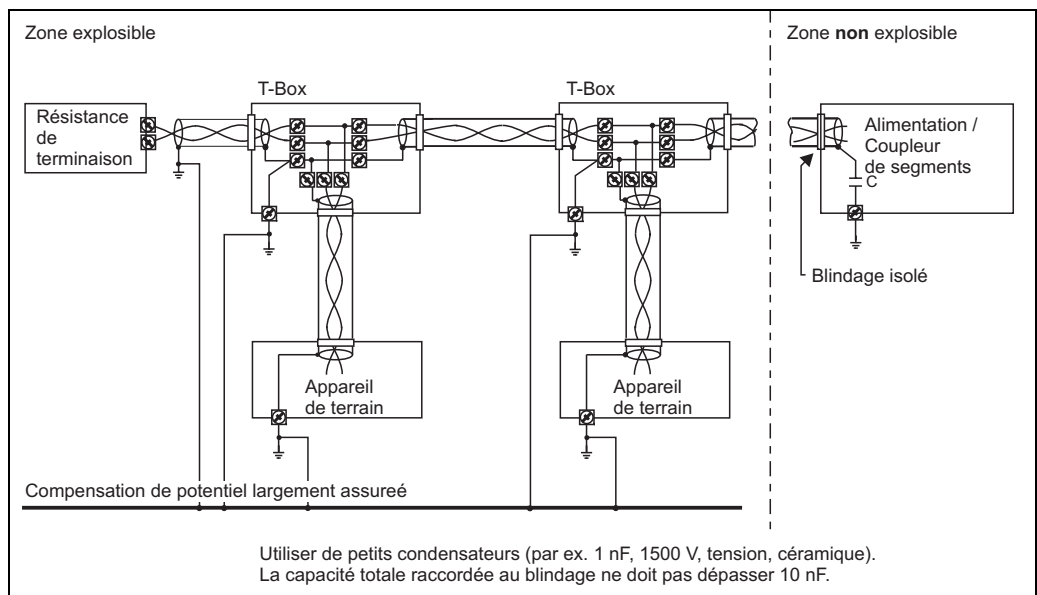 Zone explosible
Zone non explosible
T-Box
T-Box
Résistance
de
terminaison
Alimentation /
Coupleur
de segments
C
Blindage isolé
Appareil
de terrain
Appareil
de terrain
Compensation de potentiel largement assureé
Utiliser de petits condensateurs (par ex. 1 nF, 1500 V, tension, céramique).
La capacité totale raccordée au blindage ne doit pas dépasser 10 nF.